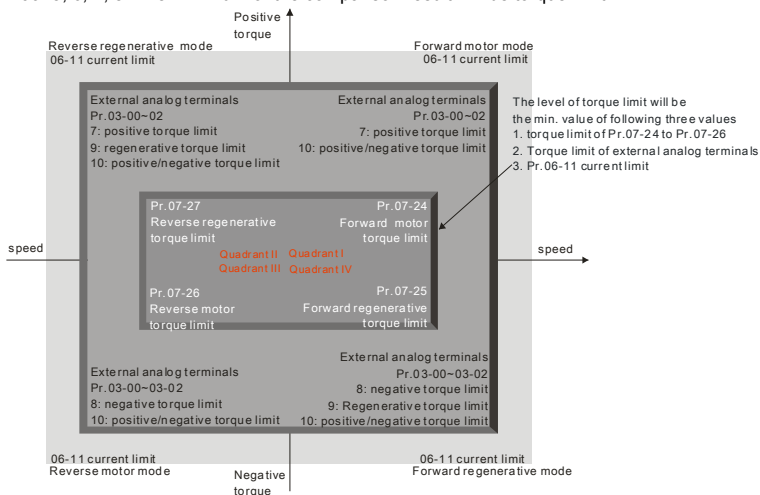 Positive
torque
Reverse regenerative mode
06-11 current limit
Forward motor mode
06-11 current limit
External analog terminals
Pr.03-00~02
7: positive torque limit
9: regenerative torque limit
10: positive/negative torque limit
External analog terminals
Pr.03-00~02
7: positive torque limit
10: positive/negative torque limit
The level of torque limit will be
the min. value of following three values
1. torque limit of Pr.07-24 to Pr.07-26
2. Torque limit of external analog terminals
3. Pr.06-11 current limit
Pr.07-27
Reverse regenerative
torque limit
Pr.07-24
Forward motor
torque limit
speed
speed
Quadrant II Quadrant I
Quadrant III Quadrant IV
Pr.07-26
Reverse motor
torque limit
Pr.07-25
Forward regenerative
torque limit
External analog terminals
Pr.03-00~03-02
8: negative torque limit
10: positive/negative torque limit
External analog terminals
Pr.03-00~03-02
8: negative torque limit
9: Regenerative torque limit
10: positive/negative torque limit
06-11 current limit
Reverse motor mode
06-11 current limit
Forward regenerative mode
Negative
torque